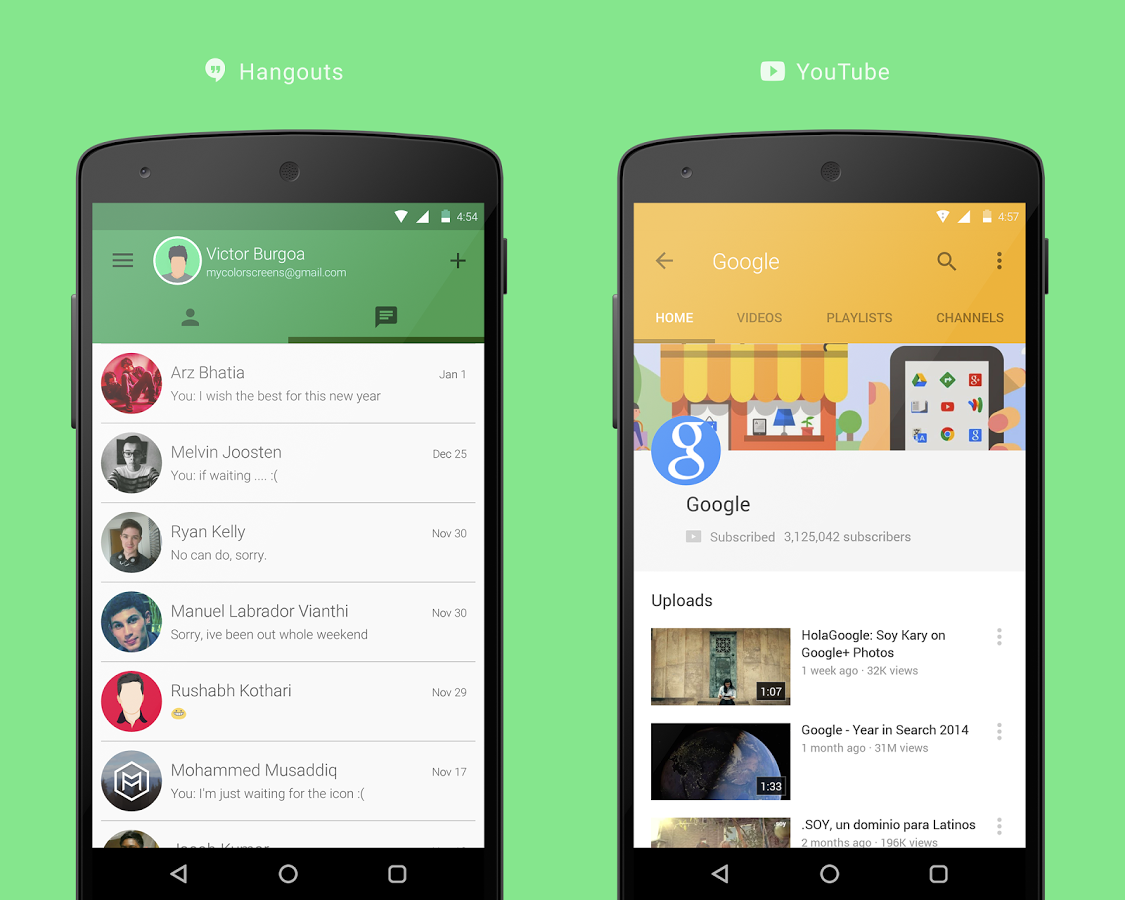 Hangouts
YouTube
4:54
Victor Burgoa
mycolorscreens@gmail.com
Arz Bhatia
Jan 1
You: I wish the best for this new year
Melvin Joosten
Dec 25
You: if waiting .... :(
Ryan Kelly
Nov 30
No can do, sorry.
Manuel Labrador Vianthi
Nov 30
Sorry, ive been out whole weekend
Rushabh Kothari
Nov 29
Mohammed Musaddiq
Nov 17
You: I'm just waiting for the icon :(
4:57
Google
HOME VIDEOS PLAYLISTS CHANNELS
g
Google
Subscribed 3,125,042 subscribers
Uploads
HolaGoogle: Soy Kary on
Google+ Photos
1 week ago · 32K views
1:07
Google - Year in Search 2014
1 month ago · 31M views
1:33
.SOY, un dominio para Latinos
2 months ago · 196K views